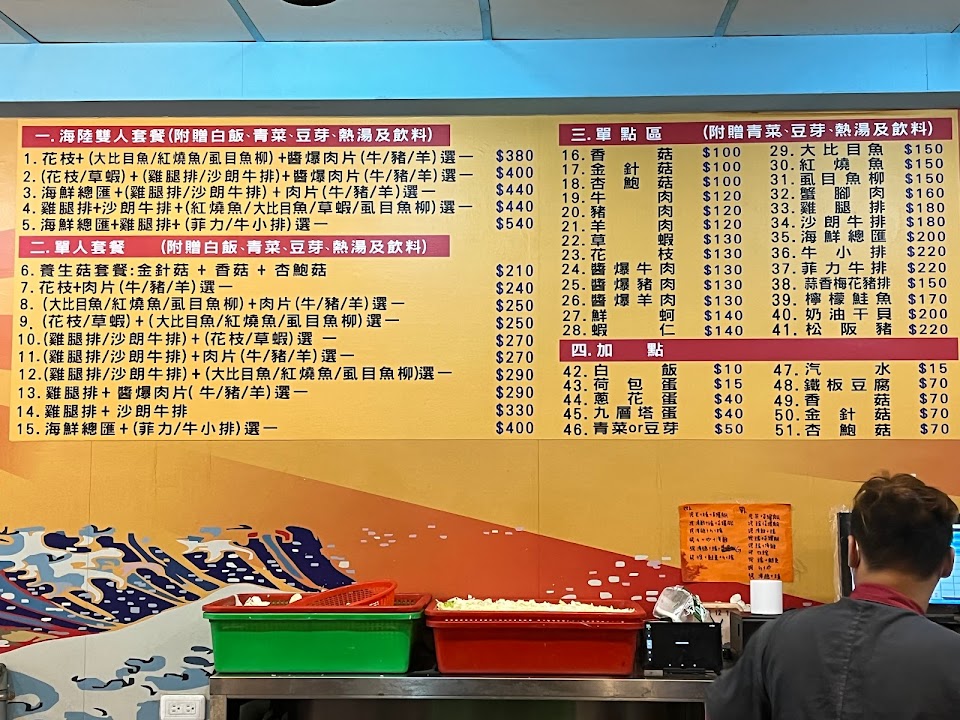 一. 海陸雙人套餐(附贈白飯、青菜、豆芽、熱湯及飲料)
1. 花枝+(大比目魚/紅燒魚/虱目魚柳)+醬爆肉片(牛/豬/羊)選一 $380
2. (花枝/草蝦)+(雞腿排/沙朗牛排)+醬爆肉片(牛/豬/羊)選一 $400
3. 海鮮總匯+(雞腿排/沙朗牛排)+肉片(牛/豬/羊)選一 $440
4. 雞腿排+沙朗牛排+(紅燒魚/大比目魚/草蝦/虱目魚柳)選一 $440
5. 海鮮總匯+雞腿排+(菲力/牛小排)選一 $540
二. 單人套餐 (附贈白飯、青菜、豆芽、熱湯及飲料)
6. 養生菇套餐:金針菇 + 香菇 + 杏鮑菇 $210
7. 花枝+肉片(牛/豬/羊)選一 $240
8. (大比目魚/紅燒魚/虱目魚柳)+肉片(牛/豬/羊)選一 $250
9. (花枝/草蝦)+(大比目魚/紅燒魚/虱目魚柳)選一 $250
10.(雞腿排/沙朗牛排)+(花枝/草蝦)選一 $270
11.(雞腿排/沙朗牛排)+肉片(牛/豬/羊)選一 $270
12.(雞腿排/沙朗牛排)+(大比目魚/紅燒魚/虱目魚柳)選一 $290
13. 雞腿排+ 醬爆肉片( 牛/豬/羊)選一 $290
14. 雞腿排+ 沙朗牛排 $330
15. 海鮮總匯+(菲力/牛小排)選一 $400
三. 單點區 (附贈青菜、豆芽、熱湯及飲料)
16. 香菇 $100
17. 金針菇 $100
18. 杏鮑菇 $100
19. 牛肉 $120
20. 豬肉 $120
21. 羊肉 $120
22. 草蝦 $130
23. 花枝 $130
24. 醬爆牛肉 $130
25. 醬爆豬肉 $130
26. 醬爆羊肉 $130
27. 鮮蚵 $140
28. 蝦仁 $140
29. 大比目魚 $150
30. 紅燒魚 $150
31. 虱目魚柳 $150
32. 蟹腳肉 $160
33. 雞腿排 $180
34. 沙朗牛排 $180
35. 海鮮總匯 $200
36. 牛小排 $220
37. 菲力牛排 $220
38. 蒜香梅花豬排 $150
39. 檸檬鮭魚 $170
40. 奶油干貝 $200
41. 松阪豬 $220
四. 加點
42. 白飯 $10
43. 荷包蛋 $15
44. 蔥花蛋 $40
45. 九層塔蛋 $40
46. 青菜or豆芽 $50
47. 汽水 $15
48. 鐵板豆腐 $70
49. 香菇 $70
50. 金針菇 $70
51. 杏鮑菇 $70